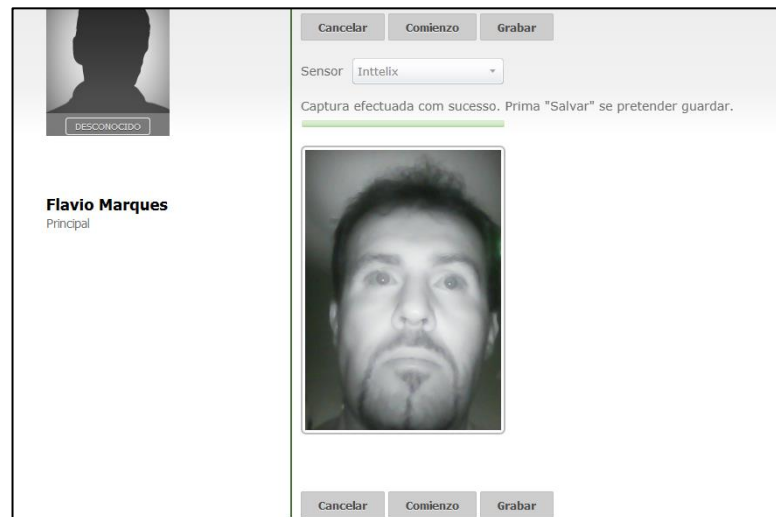 Cancelar Comienzo Grabar
Sensor Inttelix
Captura efectuada com sucesso. Prima "Salvar" se pretender guardar.
DESCONOCIDO
Flavio Marques
Principal
Cancelar Comienzo Grabar